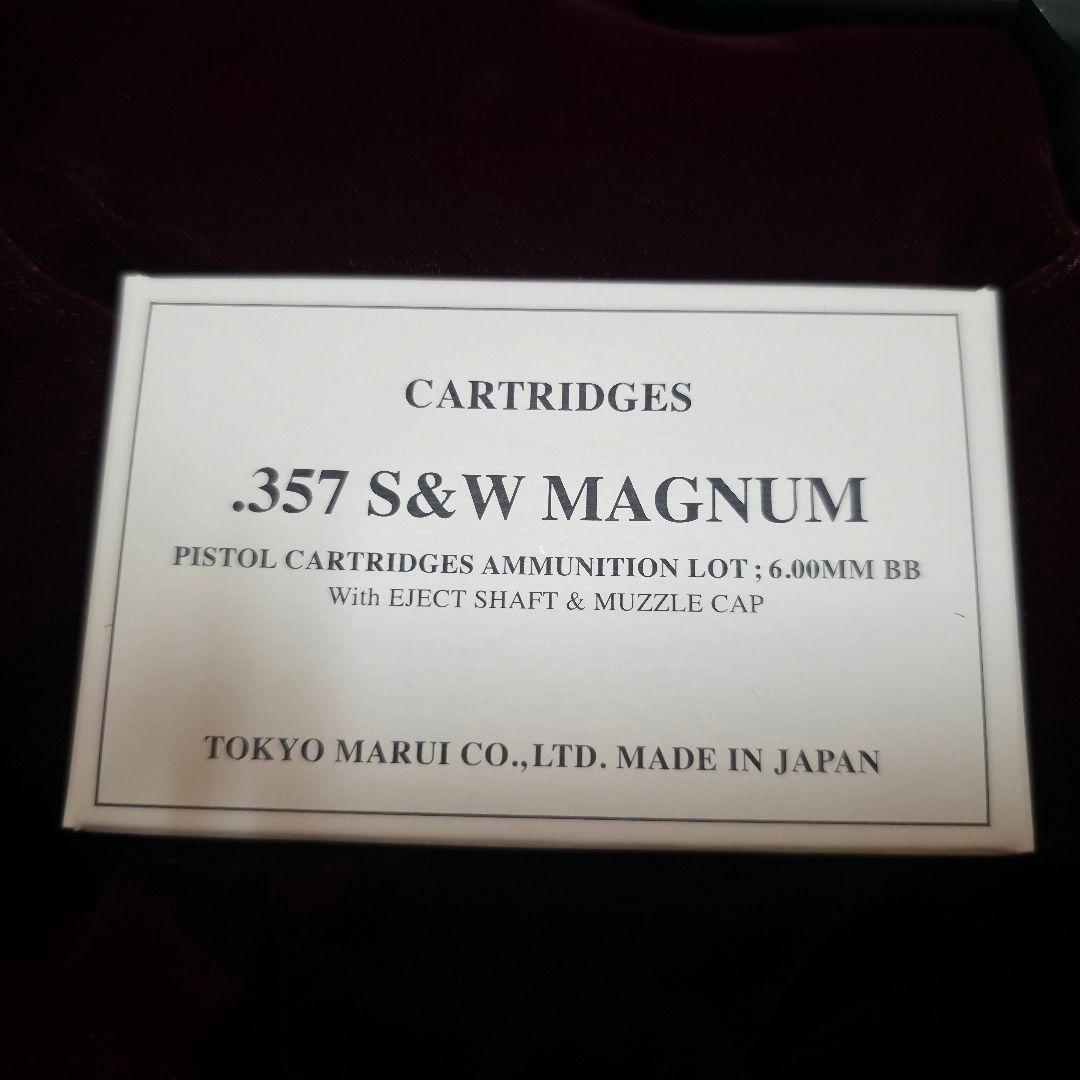 CARTRIDGES
.357 S&W MAGNUM
PISTOL CARTRIDGES AMMUNITION LOT ; 6.00MM BB
With EJECT SHAFT & MUZZLE CAP
TOKYO MARUI CO.,LTD. MADE IN JAPAN